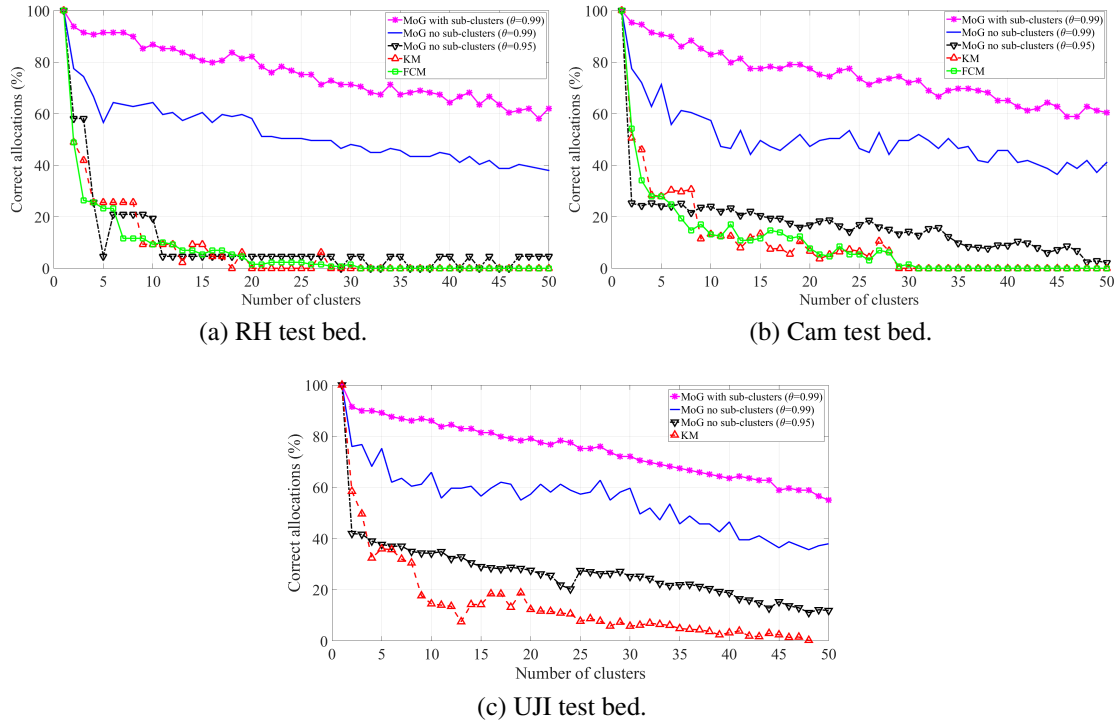 Correct allocations (%)
100
80
60
40
20
0
MoG with sub-clusters (θ=0.99)
MoG no sub-clusters (θ=0.99)
MoG no sub-clusters (θ=0.95)
KM
FCM
0 5 10 15 20 25 30 35 40 45 50
Number of clusters
(a) RH test bed.
Correct allocations (%)
100
80
60
40
20
0
MoG with sub-clusters (θ=0.99)
MoG no sub-clusters (θ=0.99)
MoG no sub-clusters (θ=0.95)
KM
FCM
0 5 10 15 20 25 30 35 40 45 50
Number of clusters
(b) Cam test bed.
Correct allocations (%)
100
80
60
40
20
0
MoG with sub-clusters (θ=0.99)
MoG no sub-clusters (θ=0.99)
MoG no sub-clusters (θ=0.95)
KM
0 5 10 15 20 25 30 35 40 45 50
Number of clusters
(c) UJI test bed.